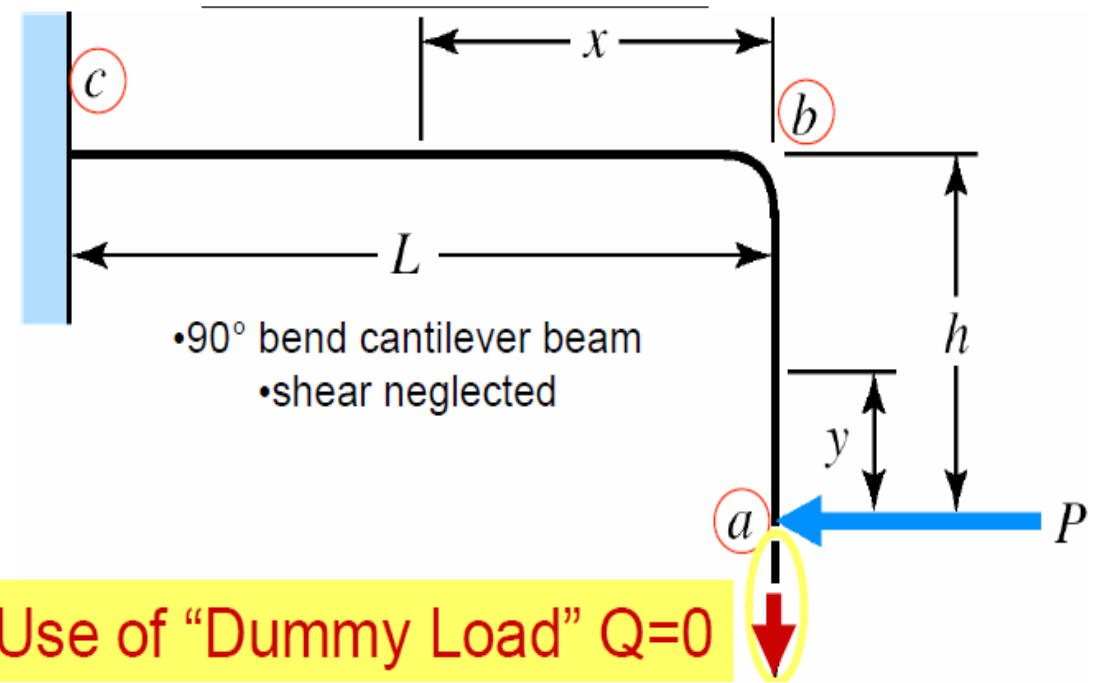 x
c
b
L
•90° bend cantilever beam
•shear neglected
h
y
a
P
Use of “Dummy Load” Q=0